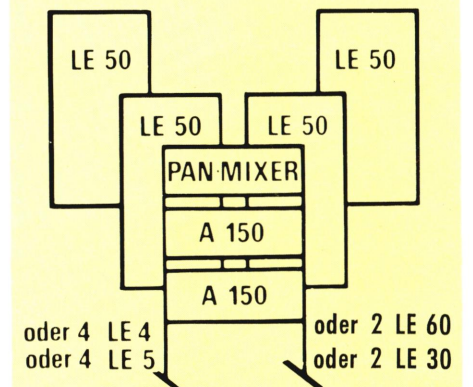 LE 50
LE 50
LE 50
LE 50
PAN-MIXER
A 150
A 150
oder 4 LE 4
oder 4 LE 5
oder 2 LE 60
oder 2 LE 30